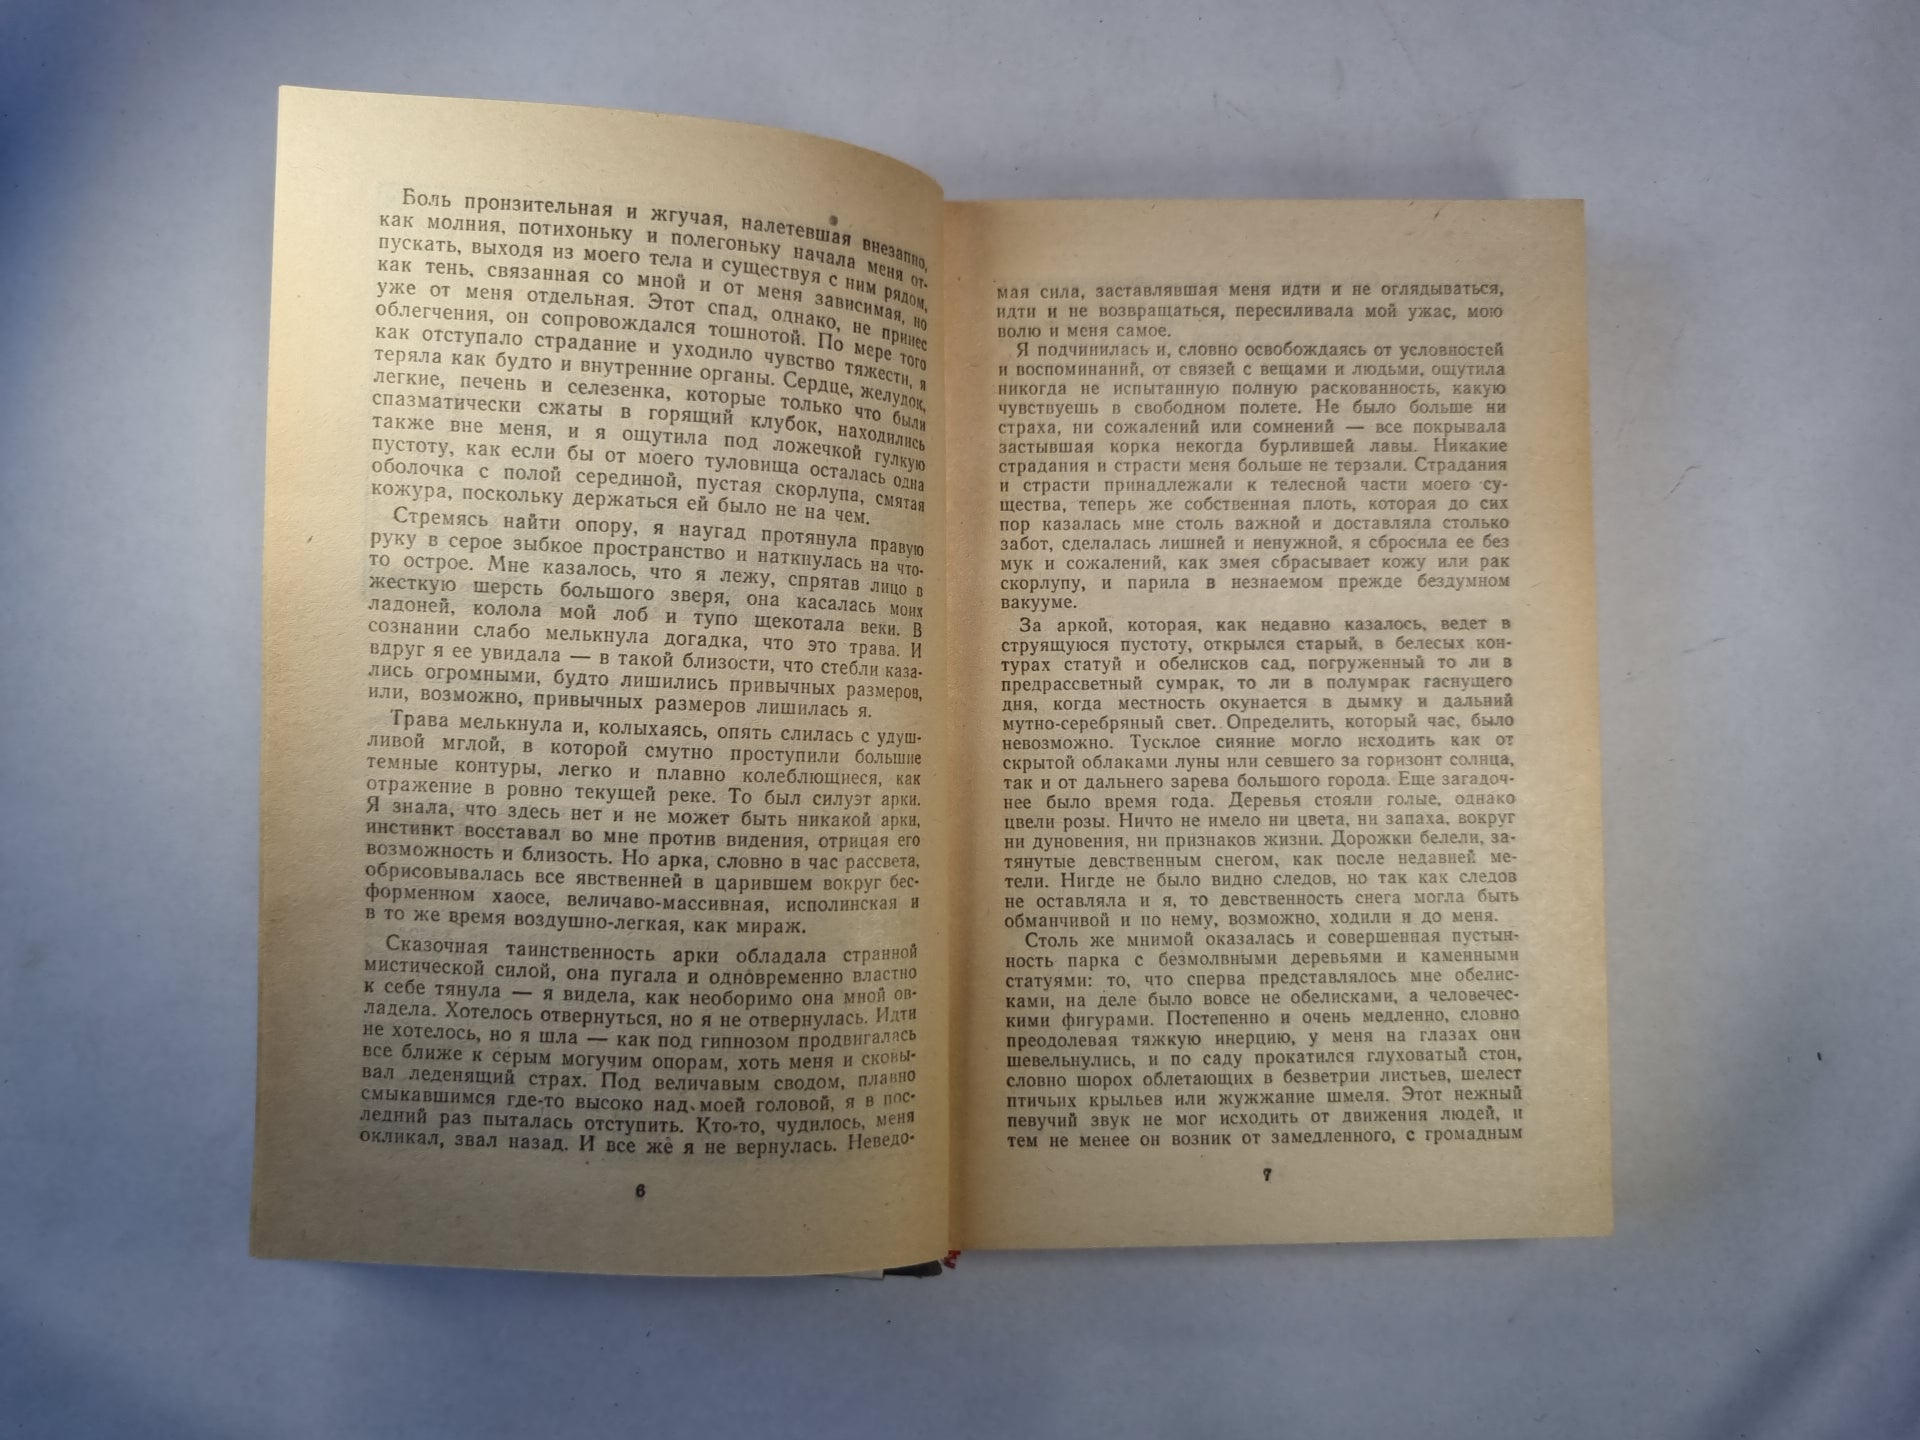 Боль пронзительная и жгучая, налетевшая внезапно,
как молния, потихоньку и полегоньку начала меня от-
пускать, выходя из моего тела и существуя с ним рядом,
как тень, связанная со мной и от меня зависимая, но
уже от меня отдельная. Этот спад, однако, не принес
облегчения, он сопровождался тошнотой. По мере того
как отступало страдание и уходило чувство тяжести, я
теряла как будто и внутренние органы. Сердце, желудок,
легкие, печень и селезенка, которые только что были
спазматически сжаты в горящий клубок, находились
также вне меня, и я ощутила под ложечкой гулкую
пустоту, как если бы от моего туловища осталась одна
оболочка с полой серединой, пустая скорлупа, смятая
кожура, поскольку держаться ей было не на чем.
Стремясь найти опору, я наугад протянула правую
руку в серое зыбкое пространство и наткнулась на что-
то острое. Мне казалось, что я лежу, спрятав лицо в
жесткую шерсть большого зверя, она касалась моих
ладоней, колола мой лоб и тупо щекотала веки. В
сознании слабо мелькнула догадка, что это трава. И
вдруг я ее увидала — в такой близости, что стебли каза-
лись огромными, будто лишились привычных размеров,
или, возможно, привычных размеров лишилась я.
Трава мелькнула и, колыхаясь, опять слилась с удуш-
ливой мглой, в которой смутно проступили большие
темные контуры, легко и плавно колеблющиеся, как
отражение в ровно текущей реке. То был силуэт арки.
Я знала, что здесь нет и не может быть никакой арки,
инстинкт восставал во мне против видения, отрицая его
возможность и близость. Но арка, словно в час рассвета,
обрисовывалась все явственней в царившем вокруг бес-
форменном хаосе, величаво-массивная, исполинская и
в то же время воздушно-легкая, как мираж.
Сказочная таинственность арки обладала странной
мистической силой, она пугала и одновременно властно
к себе тянула — я видела, как необоримо она мной ов-
ладела. Хотелось отвернуться, но я не отвернулась. Идти
не хотелось, но я шла — как под гипнозом продвигалась
все ближе к серым могучим опорам, хоть меня и сковы-
вал леденящий страх. Под величавым сводом, плавно
смыкавшимся где-то высоко над моей головой, я в пос-
ледний раз пыталась отступить. Кто-то, чудилось, меня
окликал, звал назад. И все же я не вернулась. Неведо-
6
мая сила, заставлявшая меня идти и не оглядываться,
идти и не возвращаться, пересиливала мой ужас, мою
волю и меня самое.
Я подчинилась и, словно освобождаясь от условностей
и воспоминаний, от связей с вещами и людьми, ощутила
никогда не испытанную полную раскованность, какую
чувствуешь в свободном полете. Не было больше ни
страха, ни сожалений или сомнений — все покрывала
застывшая корка некогда бурлившей лавы. Никакие
страдания и страсти меня больше не терзали. Страдания
и страсти принадлежали к телесной части моего су-
щества, теперь же собственная плоть, которая до сих
пор казалась мне столь важной и доставляла столько
забот, сделалась лишней и ненужной, я сбросила ее без
мук и сожалений, как змея сбрасывает кожу или рак
скорлупу, и парила в незнаемом прежде бездумном
вакууме.
За аркой, которая, как недавно казалось, ведет в
струящуюся пустоту, открылся старый, в белесых кон-
турах статуй и обелисков сад, погруженный то ли в
предрассветный сумрак, то ли в полумрак гаснущего
дня, когда местность окунается в дымку и дальний
мутно-серебряный свет. Определить, который час, было
невозможно. Тусклое сияние могло исходить как от
скрытой облаками луны или севшего за горизонт солнца,
так и от дальнего зарева большого города. Еще загадоч-
нее было время года. Деревья стояли голые, однако
цвели розы. Ничто не имело ни цвета, ни запаха, вокруг
ни дуновения, ни признаков жизни. Дорожки белели, за-
тянутые девственным снегом, как после недавней ме-
тели. Нигде не было видно следов, но так как следов
не оставляла и я, то девственность снега могла быть
обманчивой и по нему, возможно, ходили и до меня.
Столь же мнимой оказалась и совершенная пустын-
ность парка с безмолвными деревьями и каменными
статуями: то, что сперва представлялось мне обелис-
ками, на деле было вовсе не обелисками, а человечес-
кими фигурами. Постепенно и очень медленно, словно
преодолевая тяжкую инерцию, у меня на глазах они
шевельнулись, и по саду прокатился глуховатый стон,
словно шорох облетающих в безветрии листьев, шелест
птичьих крыльев или жужжание шмеля. Этот нежный
певучий звук не мог исходить от движения людей, и
тем не менее он возник от замедленного, с громадным
7